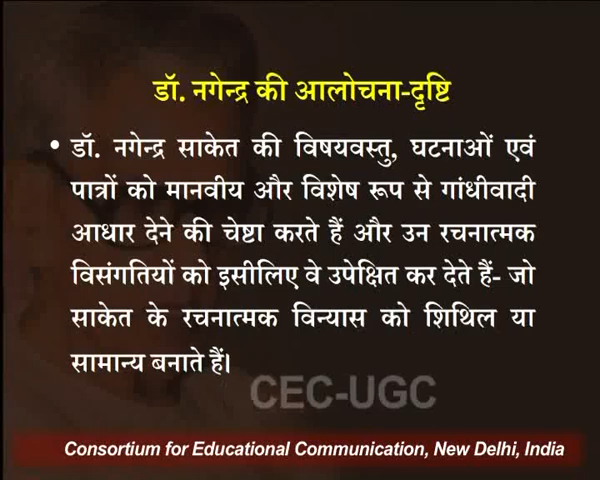 डॉ. नगेन्द्र की आलोचना-दृष्टि
• डॉ. नगेन्द्र साकेत की विषयवस्तु, घटनाओं एवं
पात्रों को मानवीय और विशेष रूप से गांधीवादी
आधार देने की चेष्टा करते हैं और उन रचनात्मक
विसंगतियों को इसीलिए वे उपेक्षित कर देते हैं- जो
साकेत के रचनात्मक विन्यास को शिथिल या
सामान्य बनाते हैं।
CEC-UGC
Consortium for Educational Communication, New Delhi, India